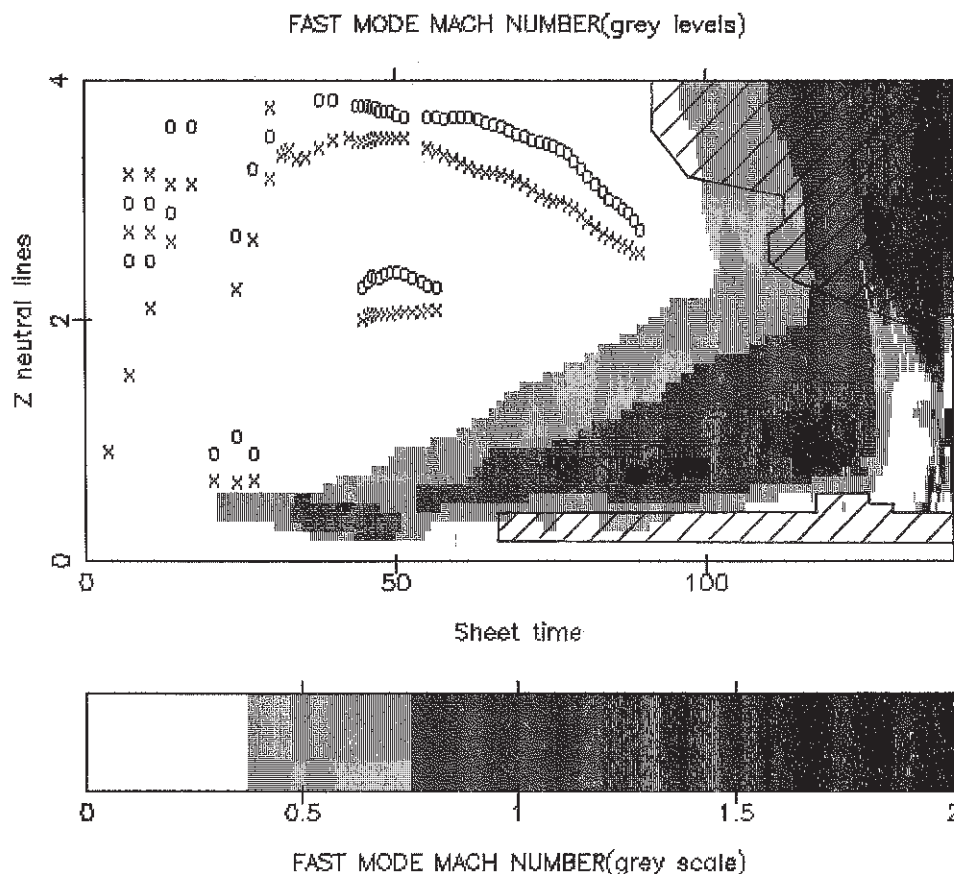 FAST MODE MACH NUMBER(grey levels)
4
2
0
Z neutral lines
0 50 100
Sheet time
0 0.5 1 1.5 2
FAST MODE MACH NUMBER(grey scale)